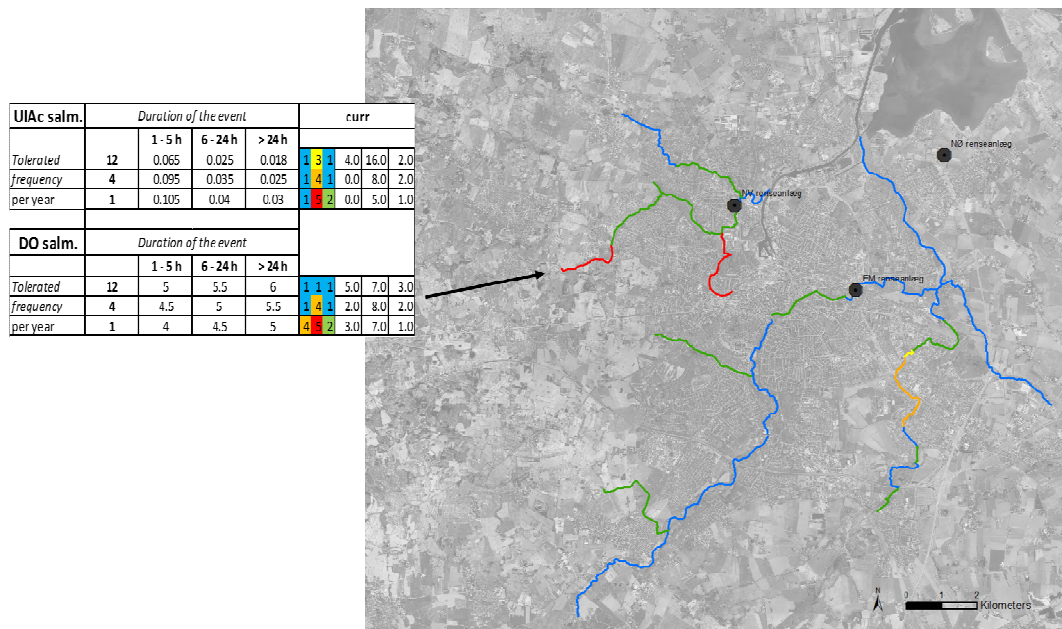 UIAc salm. Duration of the event curr
1 - 5 h 6 - 24 h > 24 h
Tolerated 12 0.065 0.025 0.018 1 3 1 4.0 16.0 2.0
frequency 4 0.095 0.035 0.025 1 4 1 0.0 8.0 2.0
per year 1 0.105 0.04 0.03 1 5 2 0.0 5.0 1.0
DO salm. Duration of the event
1 - 5 h 6 - 24 h > 24 h
Tolerated 12 5 5.5 6 1 1 1 5.0 7.0 3.0
frequency 4 4.5 5 5.5 1 4 1 2.0 8.0 2.0
per year 1 4 4.5 5 4 5 2 3.0 7.0 1.0
NØ renseanlæg
NV renseanlæg
EM renseanlæg
N
0 1 2
Kilometers